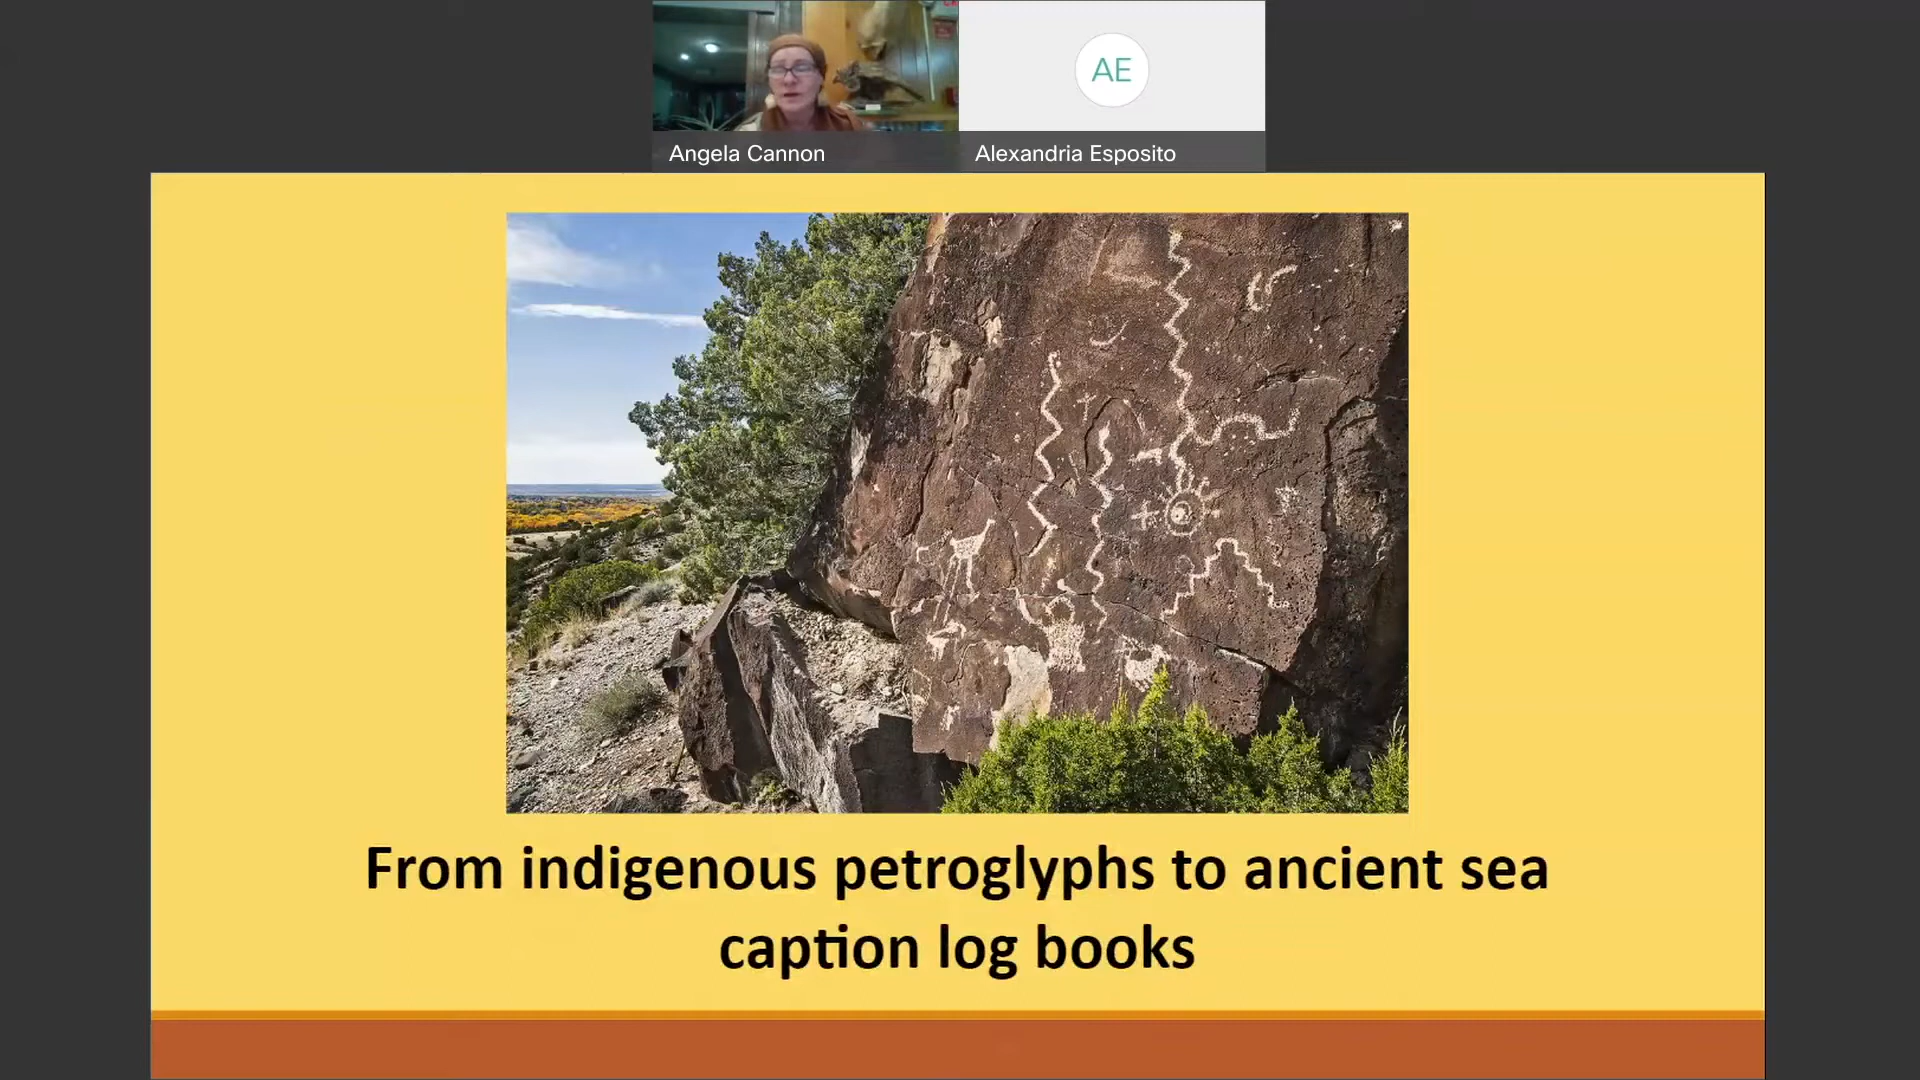 AE
Angela Cannon
Alexandria Esposito
From indigenous petroglyphs to ancient sea
caption log books